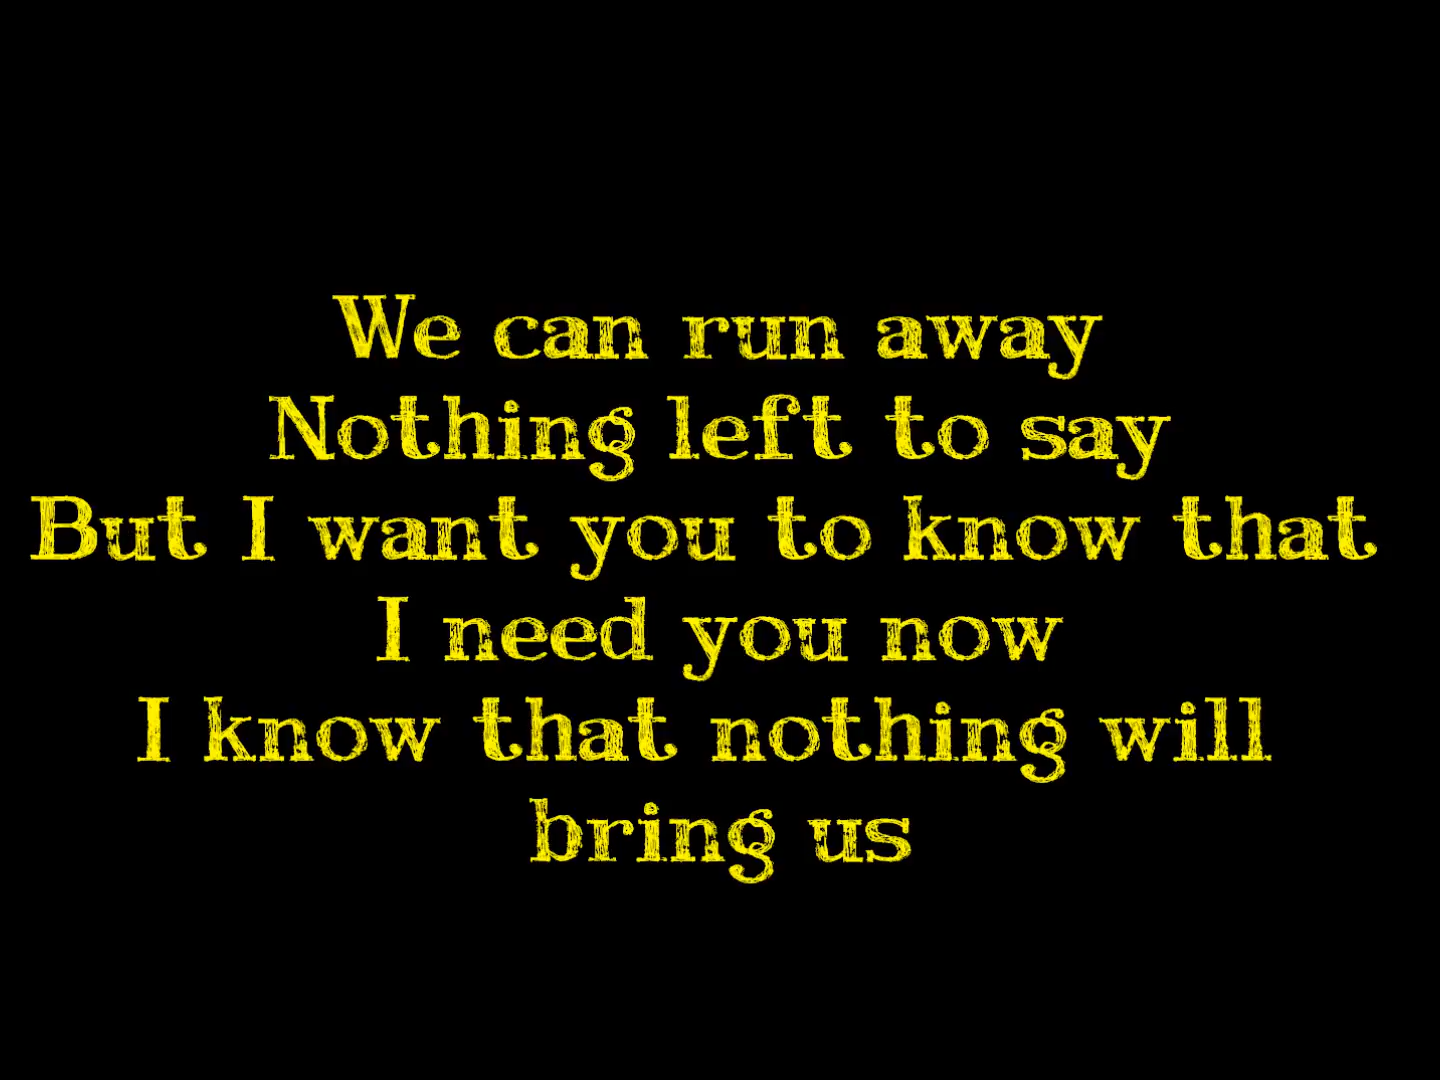 We can run away
Nothing left to say
But I want you to know that
I need you now
I know that nothing will
bring us